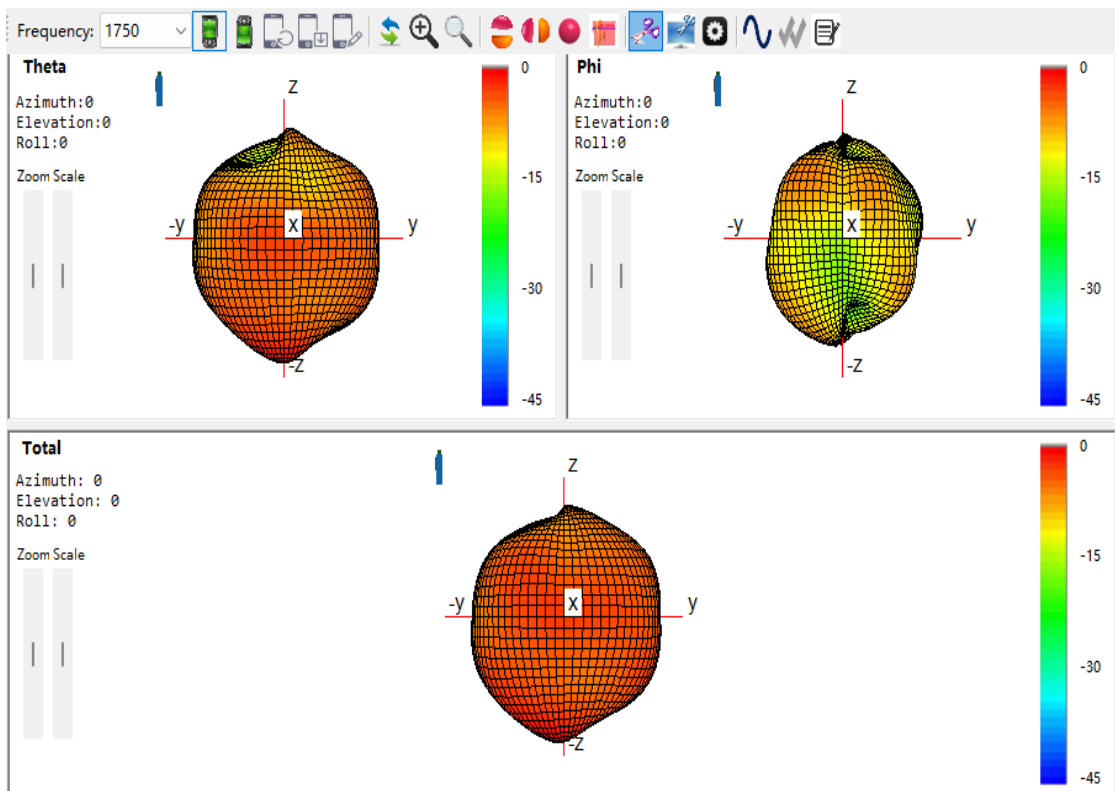 Frequency: 1750
Theta
Azimuth:0
Elevation:0
Roll:0
Zoom Scale
z
-y
x
y
-z
0
-15
-30
-45
Phi
Azimuth:0
Elevation:0
Roll:0
Zoom Scale
z
-y
x
y
-z
0
-15
-30
-45
Total
Azimuth: 0
Elevation: 0
Roll: 0
Zoom Scale
z
-y
x
y
-z
0
-15
-30
-45